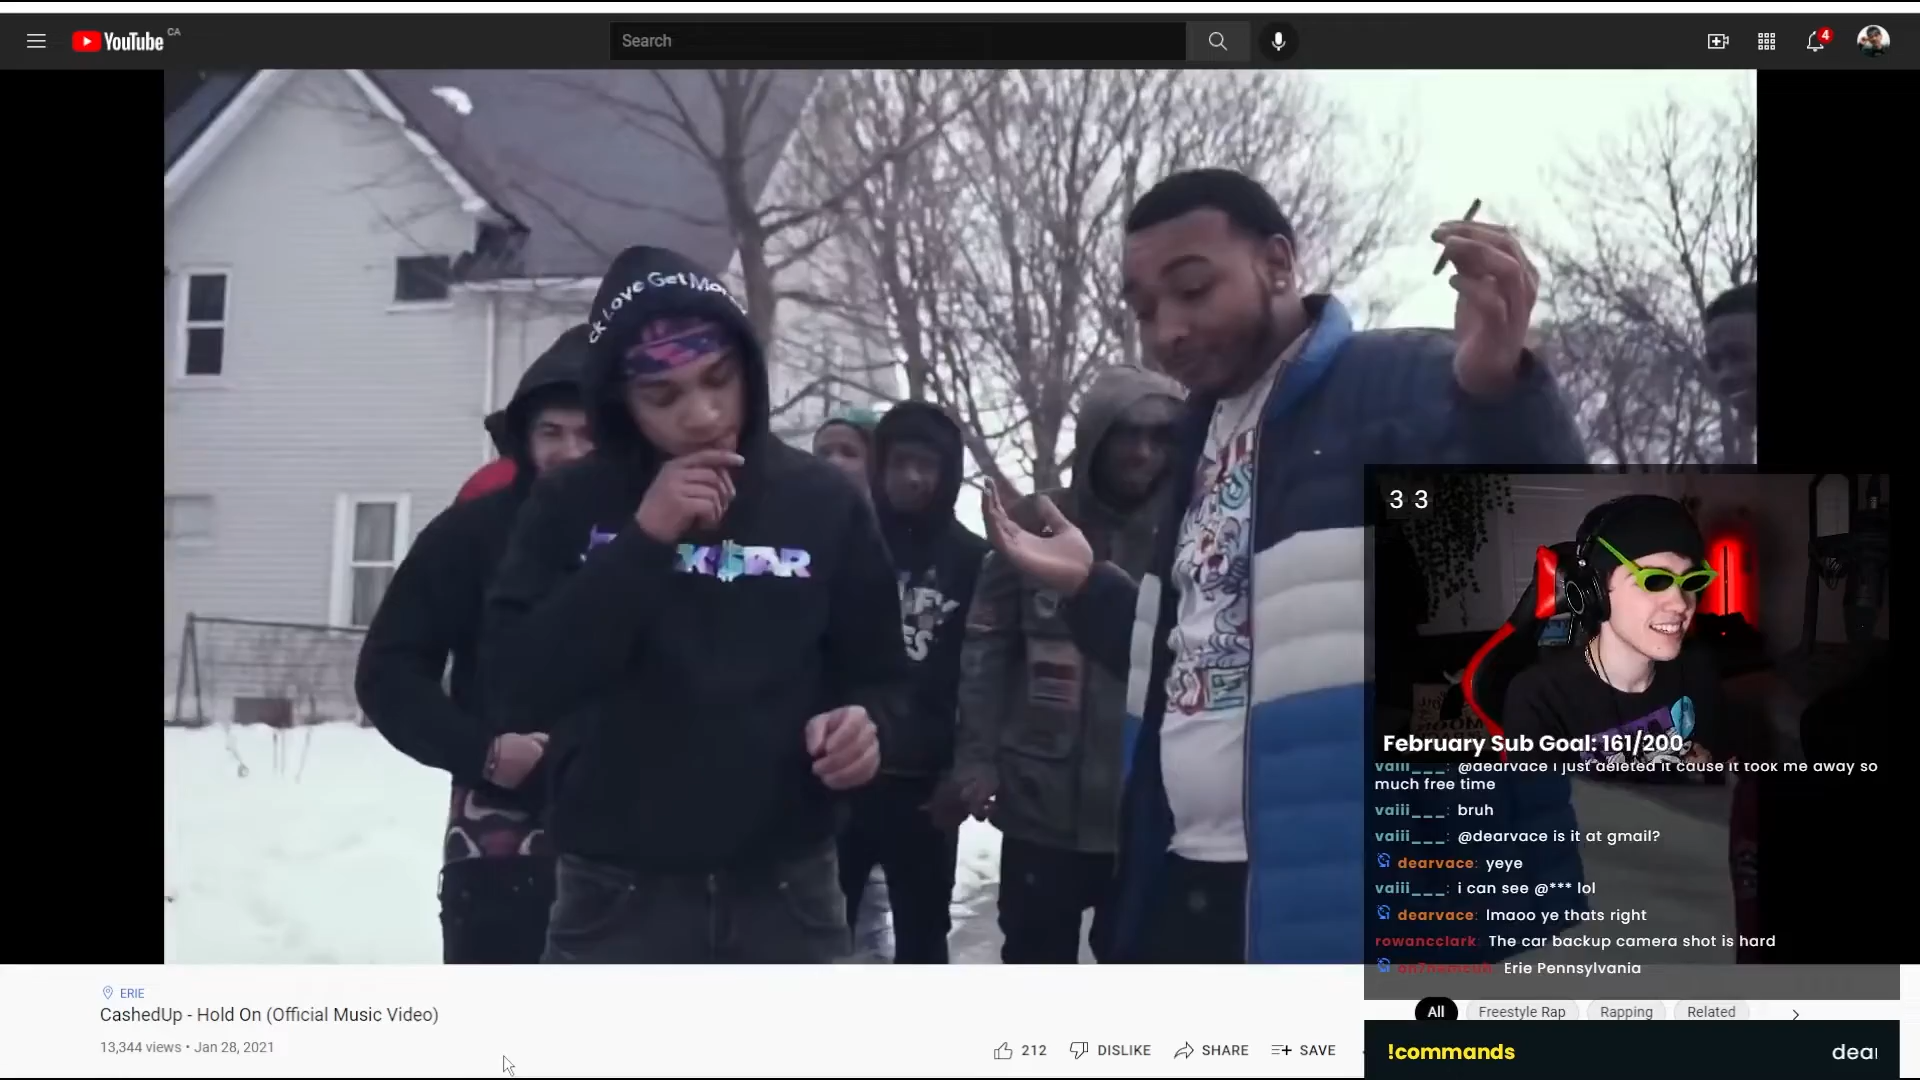 YouTube CA
Search
4
ck Love Get Mo
K$TAR
33
February Sub Goal: 161/200
vaiii___: @dearvace i just deleted it cause it took me away so
much free time
vaiii___: bruh
vaiii___: @dearvace is it at gmail?
dearvace: yeye
vaiii___: i can see @*** lol
dearvace: lmaoo ye thats right
rowancclark: The car backup camera shot is hard
Erie Pennsylvania
ERIE
CashedUp - Hold On (Official Music Video)
13,344 views • Jan 28, 2021
212 DISLIKE SHARE SAVE
All Freestyle Rap Rapping Related
!commands dear